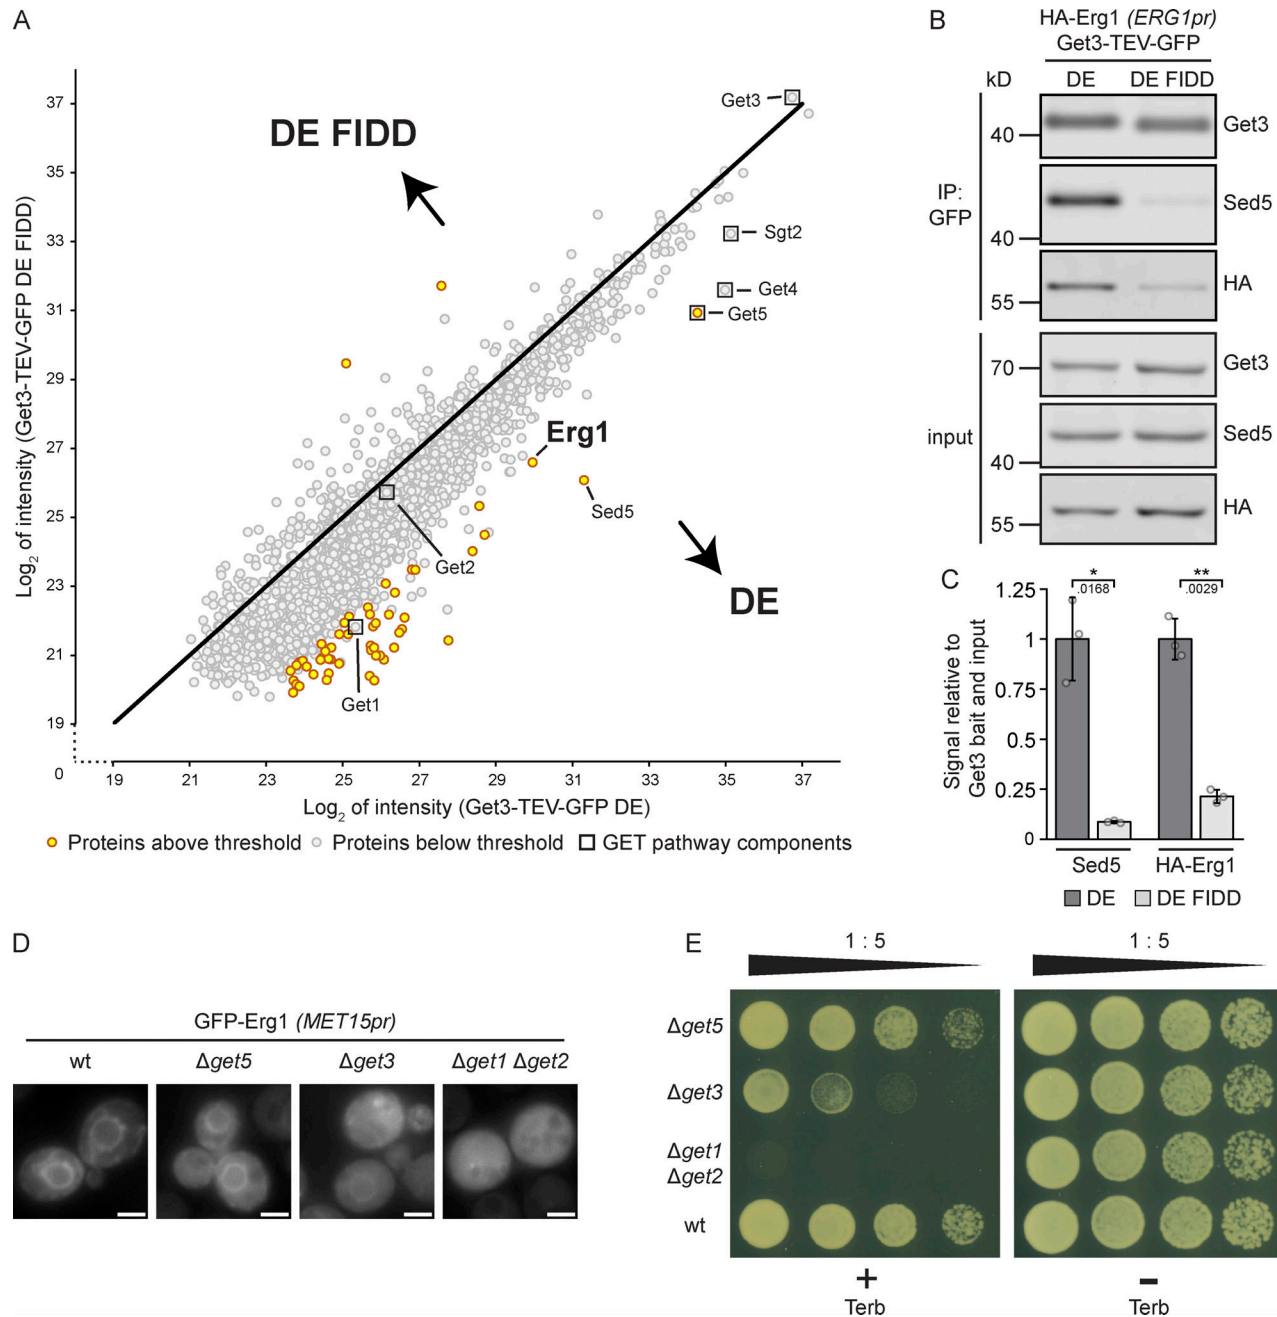 A
37
35
33
31
29
27
25
23
21
19
0
Log2 of intensity (Get3-TEV-GFP DE FIDD)
DE FIDD
Get3
Sgt2
Get4
Get5
Erg1
Sed5
Get2
DE
Get1
19 21 23 25 27 29 31 33 35 37
Log2 of intensity (Get3-TEV-GFP DE)
Proteins above threshold Proteins below threshold GET pathway components
B
HA-Erg1 (ERG1pr)
Get3-TEV-GFP
kD DE DE FIDD
IP:
GFP
40 Get3
Sed5
40
HA
55
input
70 Get3
Sed5
40
HA
55
C
Signal relative to
Get3 bait and input
1.25
1
0.75
0.5
0.25
0
* **
.0168 .0029
Sed5 HA-Erg1
DE DE FIDD
D
GFP-Erg1 (MET15pr)
wt Δget5 Δget3 Δget1 Δget2
E
1 : 5 1 : 5
Δget5
Δget3
Δget1
Δget2
wt
+ −
Terb Terb